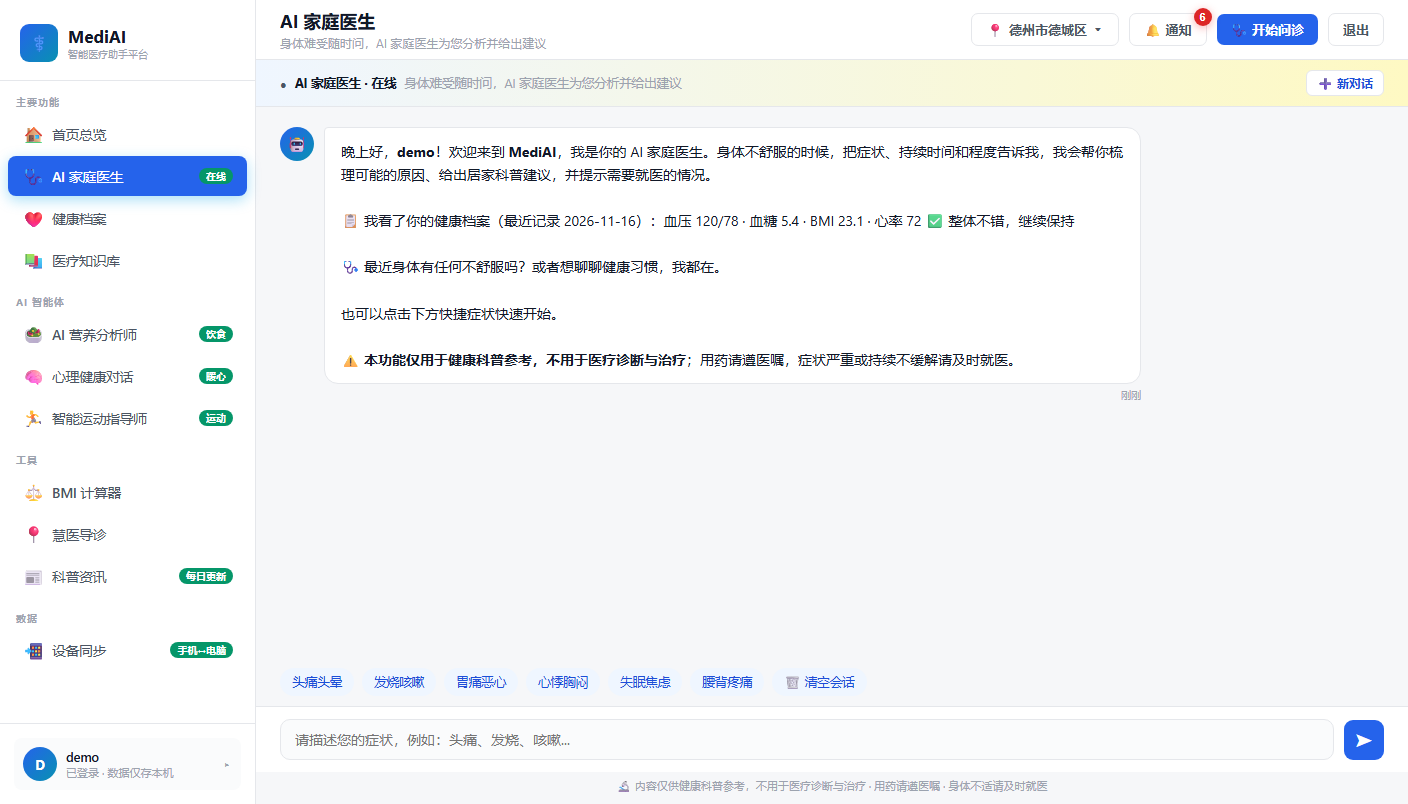 MediAI
智能医疗助手平台
主要功能
首页总览
AI 家庭医生 在线
健康档案
医疗知识库
AI 智能体
AI 营养分析师 饮食
心理健康对话 暖心
智能运动指导师 运动
工具
BMI 计算器
慧医导诊
科普资讯 每日更新
数据
设备同步 手机↔电脑
D
demo
已登录 · 数据仅存本机
AI 家庭医生
身体难受随时问，AI 家庭医生为您分析并给出建议
德州市德城区
通知 6
开始问诊
退出
AI 家庭医生 · 在线 身体难受随时问，AI 家庭医生为您分析并给出建议
新对话
晚上好，demo！欢迎来到 MediAI，我是你的 AI 家庭医生。身体不舒服的时候，把症状、持续时间和程度告诉我，我会帮你梳
理可能的原因、给出居家科普建议，并提示需要就医的情况。
我看了你的健康档案（最近记录 2026-11-16）：血压 120/78 · 血糖 5.4 · BMI 23.1 · 心率 72 ✅ 整体不错，继续保持
最近身体有任何不舒服吗？或者想聊聊健康习惯，我都在。
也可以点击下方快捷症状快速开始。
⚠️ 本功能仅用于健康科普参考，不用于医疗诊断与治疗；用药请遵医嘱，症状严重或持续不缓解请及时就医。
刚刚
头痛头晕
发烧咳嗽
胃痛恶心
心悸胸闷
失眠焦虑
腰背疼痛
清空会话
请描述您的症状，例如：头痛、发烧、咳嗽...
内容仅供健康科普参考，不用于医疗诊断与治疗 · 用药请遵医嘱 · 身体不适请及时就医